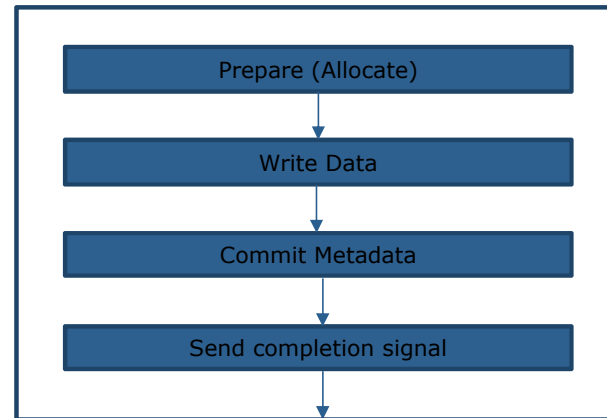 Prepare (Allocate)
Write Data
Commit Metadata
Send completion signal